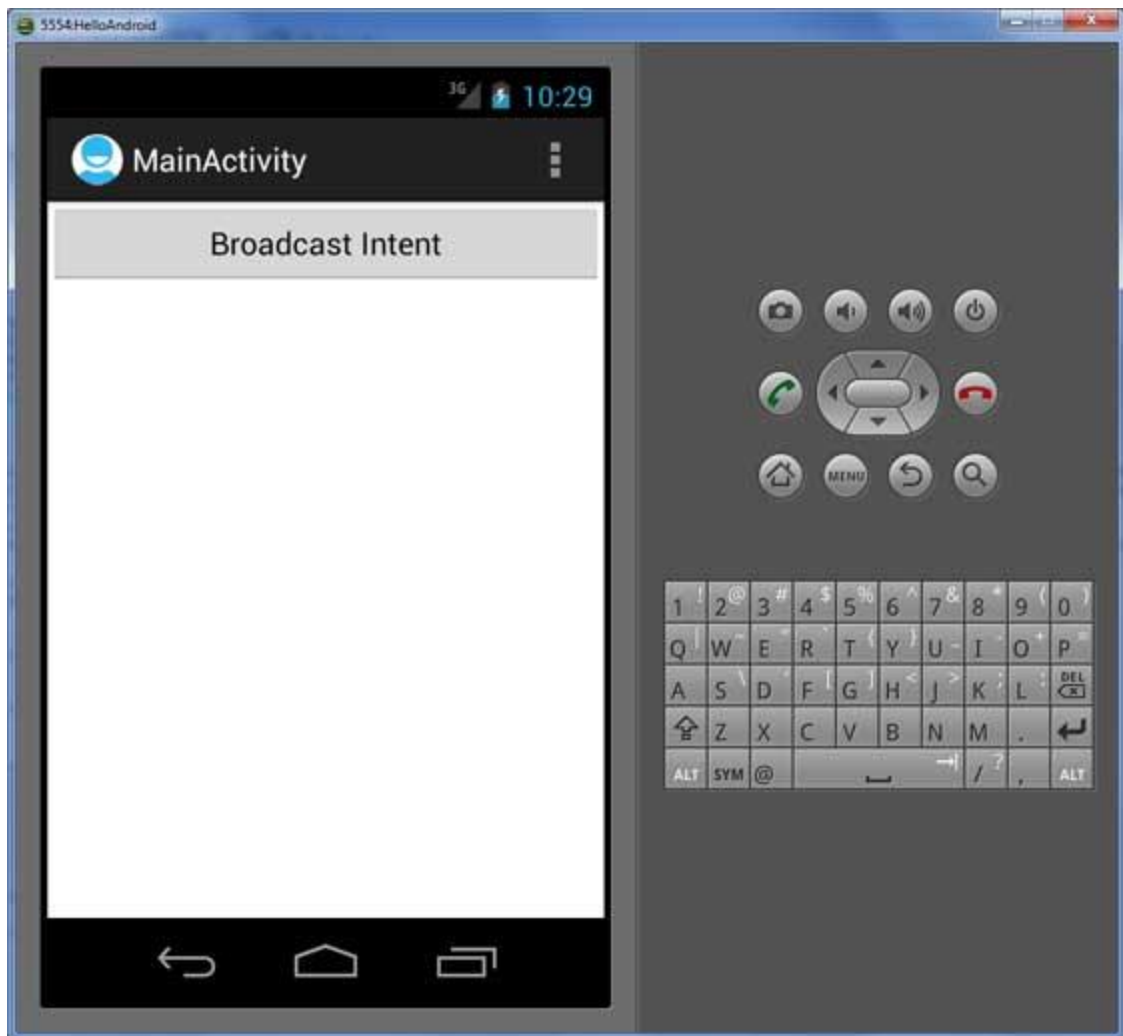 5554:HelloAndroid
3G 10:29
MainActivity
Broadcast Intent
MENU
1 ! 2 @ 3 # 4 $ 5 % 6 ^ 7 & 8 * 9 ( 0 )
Q | W ~ E " R ` T { Y } U _ I - O + P =
A S \ D ' F [ G ] H < J > K ; L : DEL
Z X C V B N M .
ALT SYM @ / ? , ALT